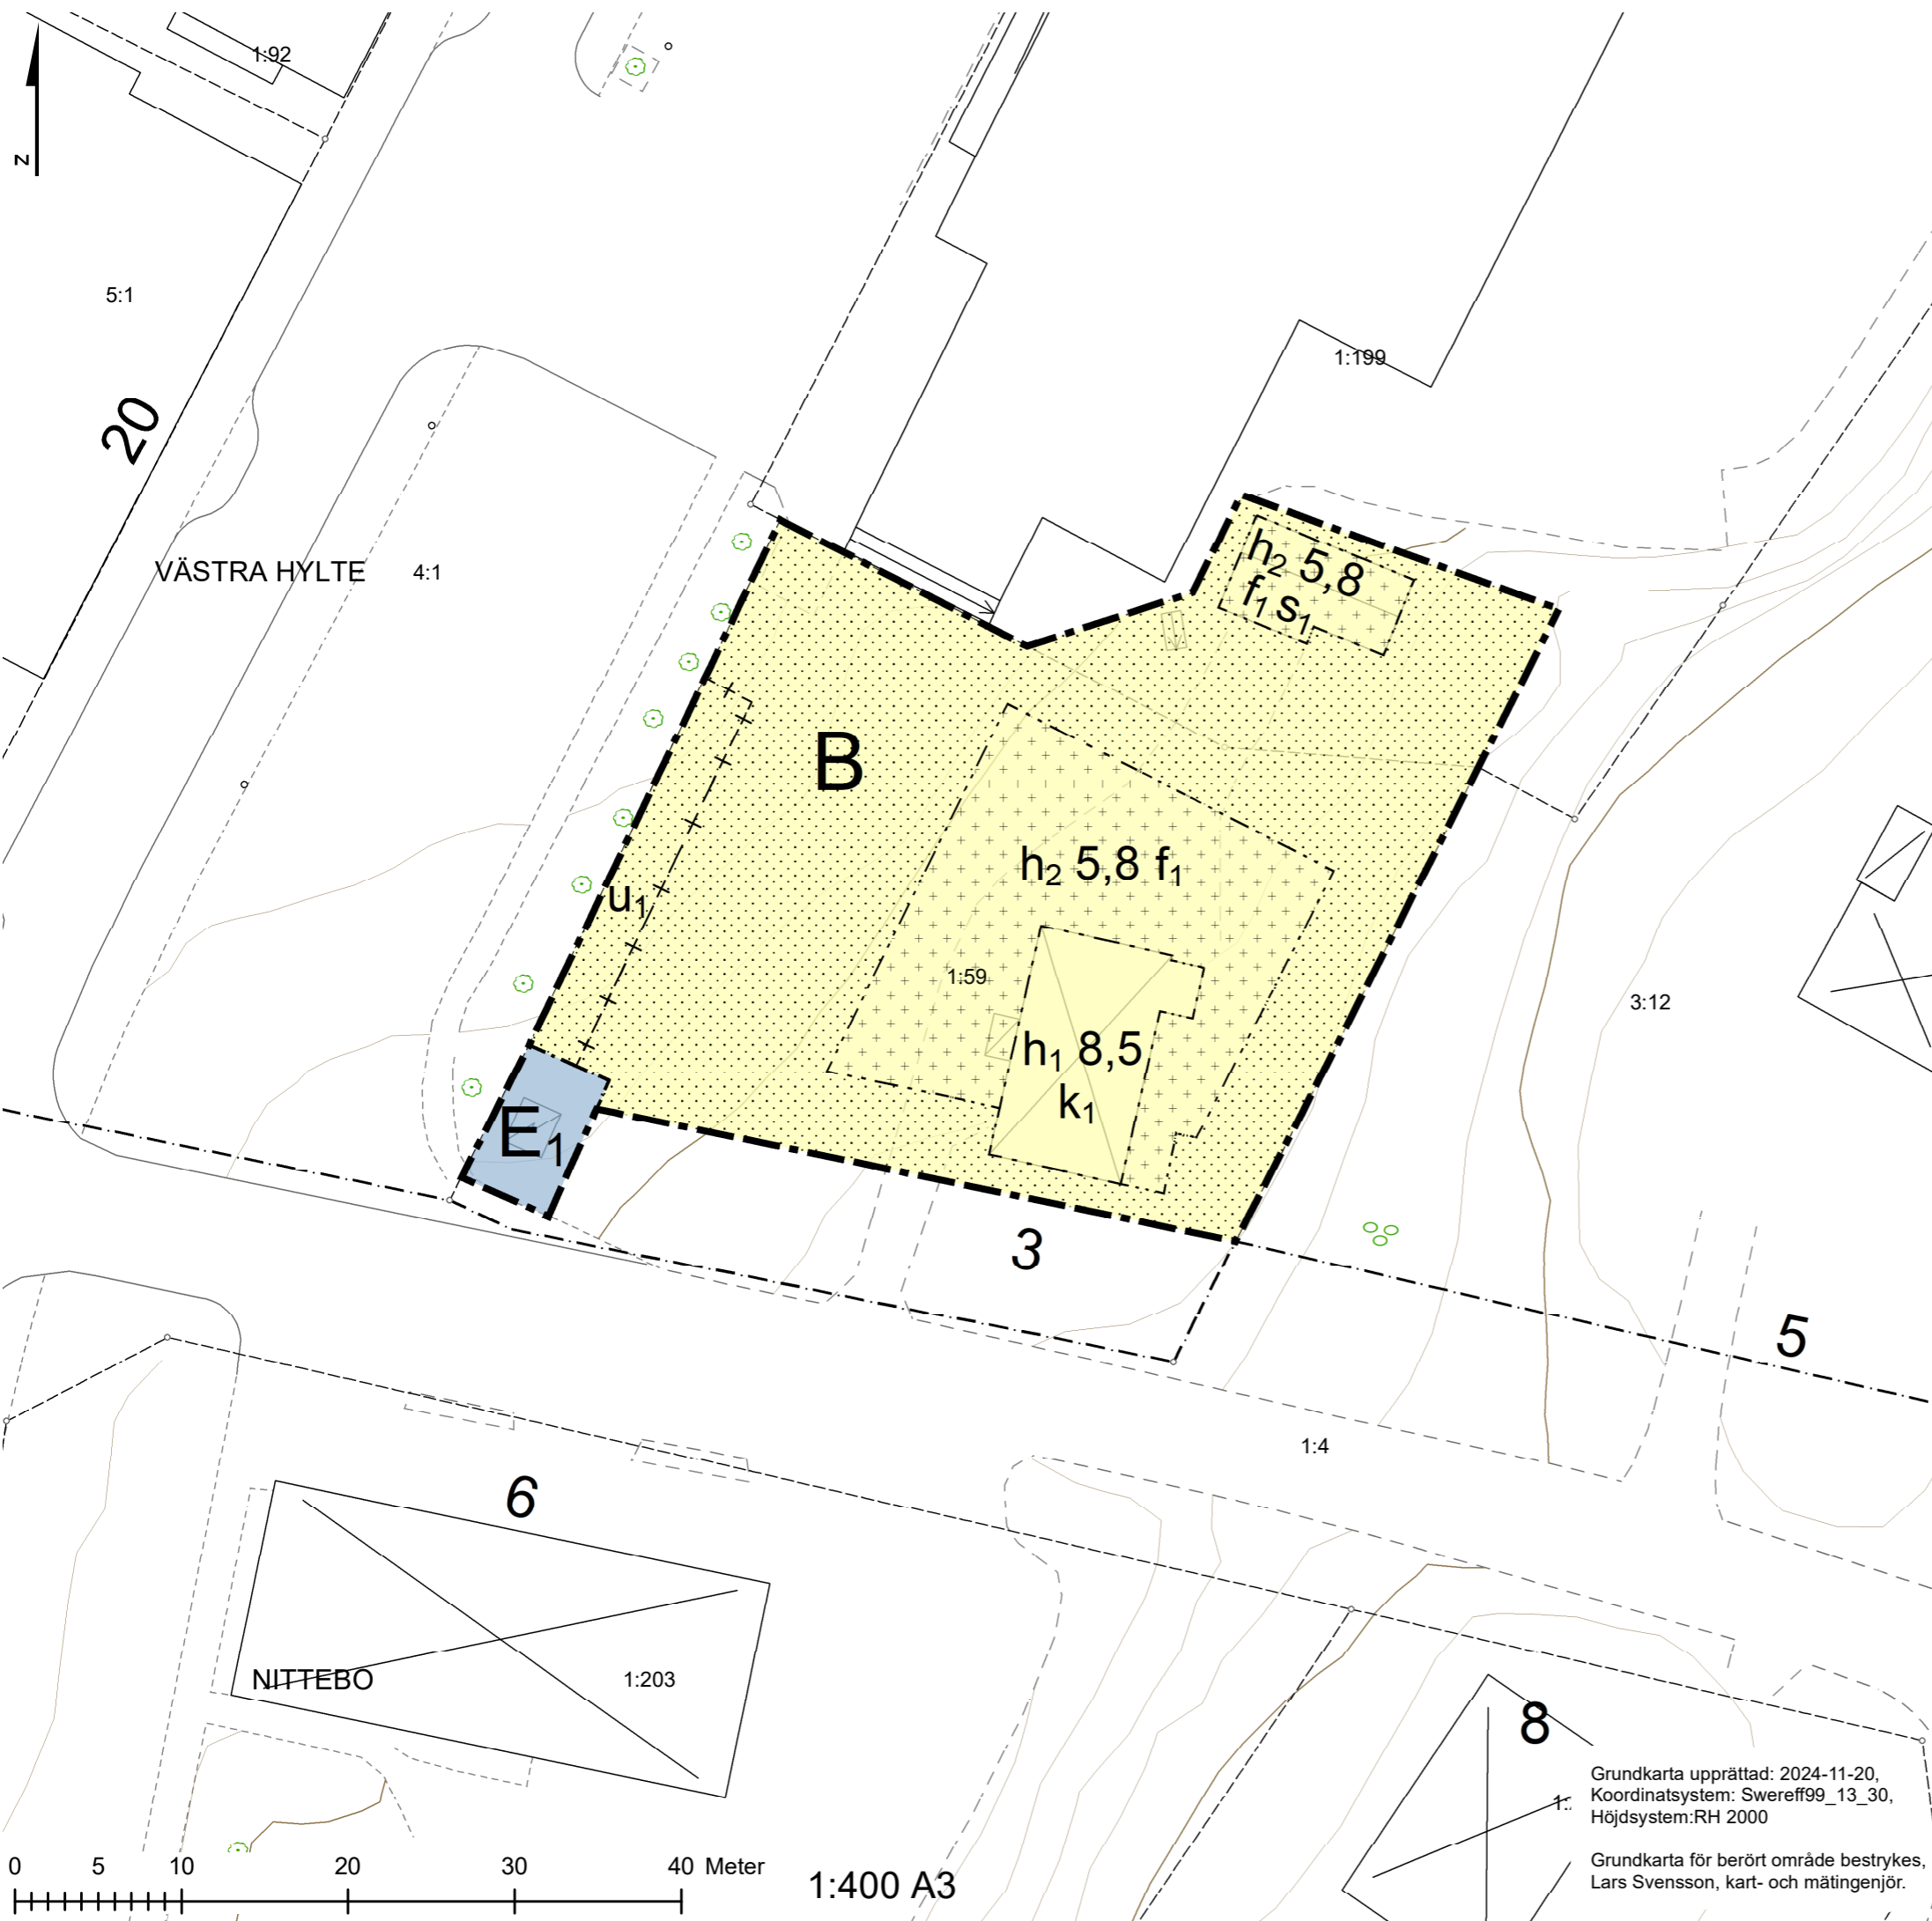 1:92
z
5:1
20
1:199
VÄSTRA HYLTE 4:1
h₂ 5,8
f₁ s₁
B
h₂ 5,8 f₁
u₁
1:59
3:12
h₁ 8,5
k₁
E₁
3
5
1:4
6
NITTEBO 1:203
8
Grundkarta upprättad: 2024-11-20,
Koordinatsystem: Swereff99_13_30,
Höjdsystem:RH 2000
Grundkarta för berört område bestrykes,
Lars Svensson, kart- och mätingenjör.
0 5 10 20 30 40 Meter
1:400 A3